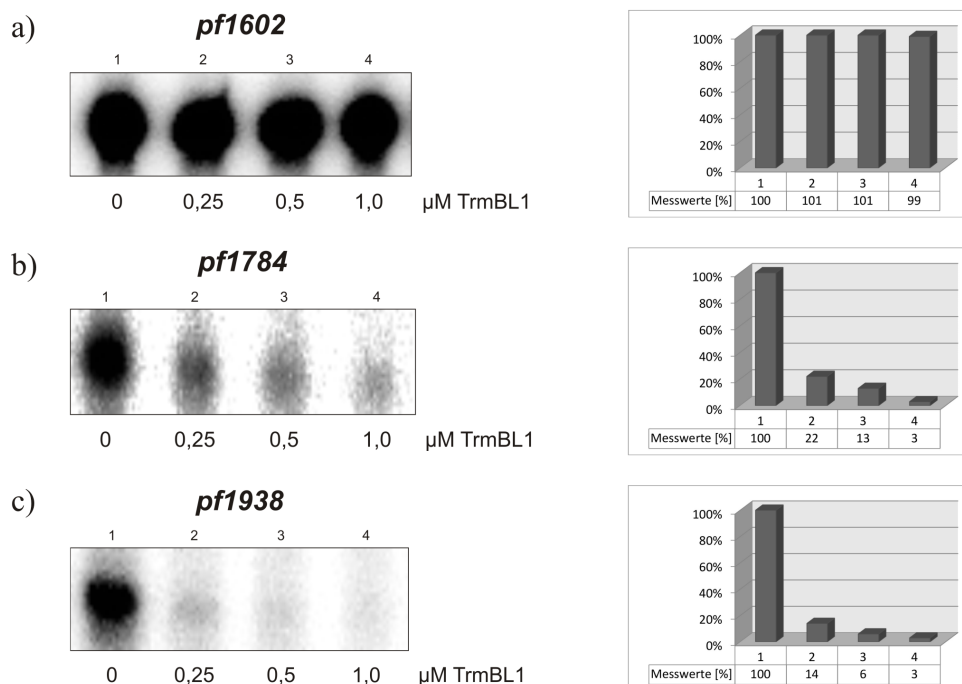 a) pf1602
1 2 3 4
0 0,25 0,5 1,0 µM TrmBL1
100%
80%
60%
40%
20%
0%
1 2 3 4
Messwerte [%] 100 101 101 99
b) pf1784
1 2 3 4
0 0,25 0,5 1,0 µM TrmBL1
100%
80%
60%
40%
20%
0%
1 2 3 4
Messwerte [%] 100 22 13 3
c) pf1938
1 2 3 4
0 0,25 0,5 1,0 µM TrmBL1
100%
80%
60%
40%
20%
0%
1 2 3 4
Messwerte [%] 100 14 6 3